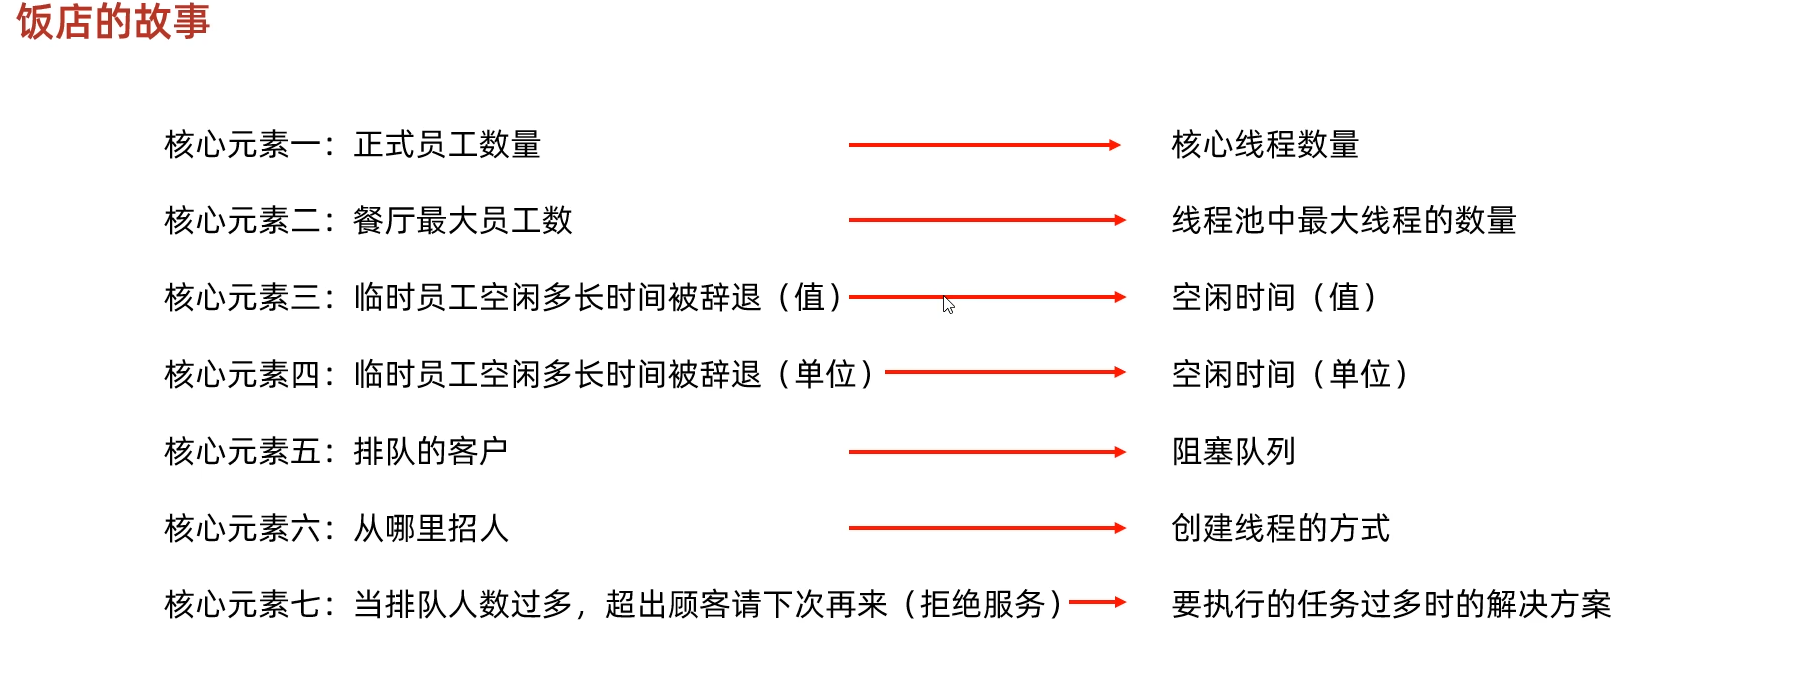 饭店的故事
核心元素一：正式员工数量 核心线程数量
核心元素二：餐厅最大员工数 线程池中最大线程的数量
核心元素三：临时员工空闲多长时间被辞退（值） 空闲时间（值）
核心元素四：临时员工空闲多长时间被辞退（单位） 空闲时间（单位）
核心元素五：排队的客户 阻塞队列
核心元素六：从哪里招人 创建线程的方式
核心元素七：当排队人数过多，超出顾客请下次再来（拒绝服务） 要执行的任务过多时的解决方案